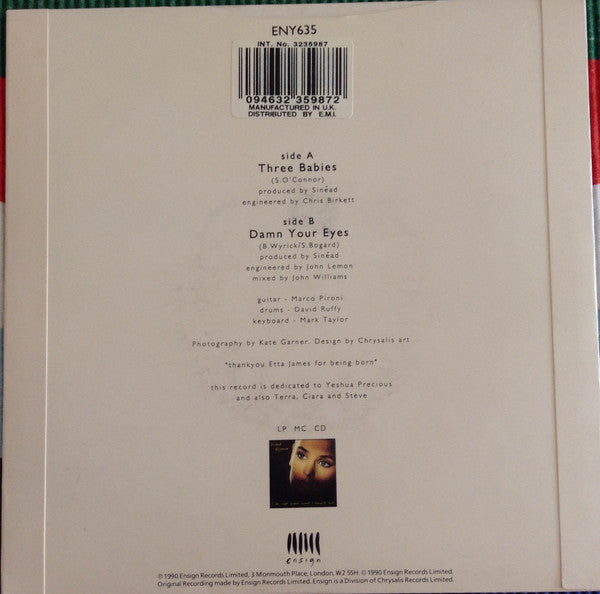 ENY635
INT. No. 3235987
094632 359872
MANUFACTURED IN U.K.
DISTRIBUTED BY E.M.I.
side A
Three Babies
(S.O'Connor)
produced by Sinéad
engineered by Chris Birkett
side B
Damn Your Eyes
(B.Wyrick/S.Bogard)
produced by Sinéad
engineered by John Lemon
mixed by John Williams
guitar - Marco Pironi
drums - David Ruffy
keyboard - Mark Taylor
Photography by Kate Garner. Design by Chrysalis art
"thankyou Etta James for being born"
this record is dedicated to Yeshua Precious
and also Terra, Ciara and Steve
LP MC CD
ensign
℗ 1990 Ensign Records Limited, 3 Monmouth Place, London, W2 5SH. © 1990 Ensign Records Limited.
Original Recording made by Ensign Records Limited. Ensign is a Division of Chrysalis Records Limited.